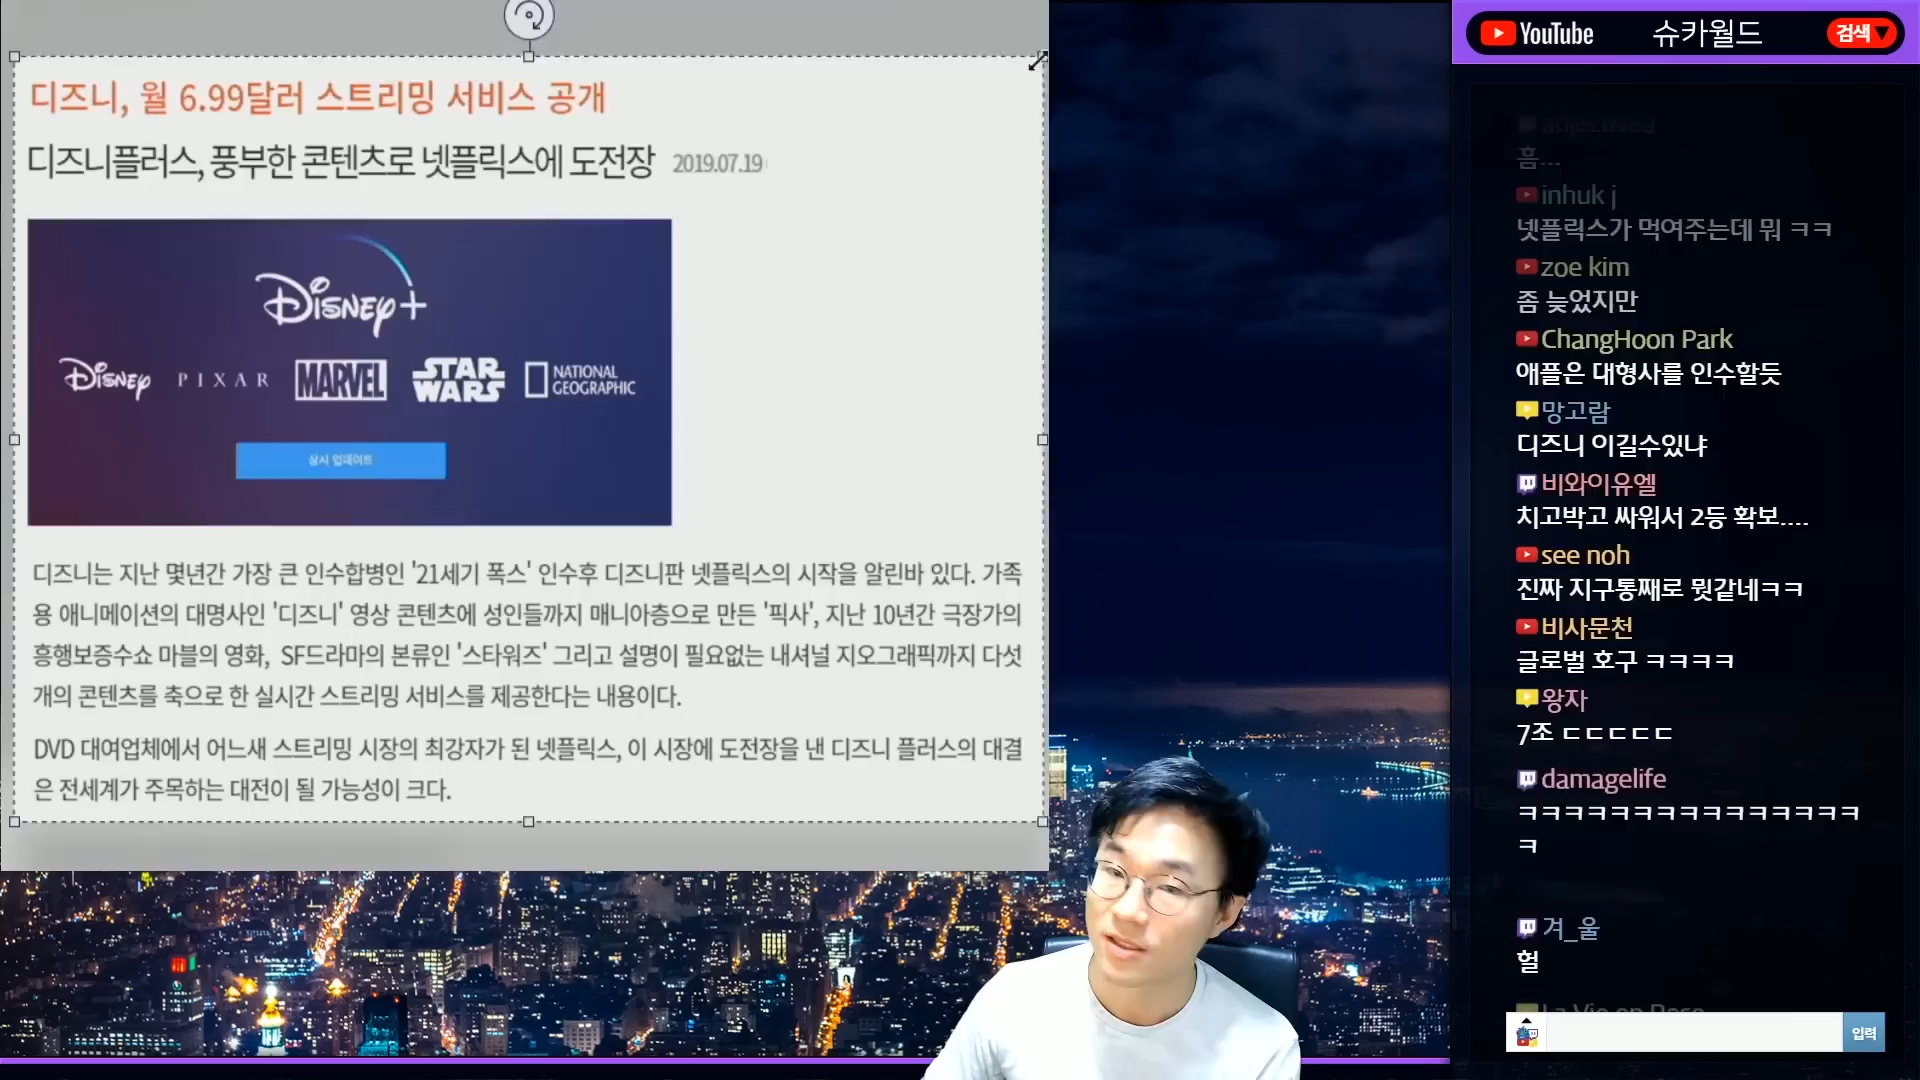 디즈니, 월 6.99달러 스트리밍 서비스 공개
디즈니플러스, 풍부한 콘텐츠로 넷플릭스에 도전장 2019.07.19
Disney+
Disney PIXAR MARVEL STAR WARS NATIONAL GEOGRAPHIC
상시 업데이트
디즈니는 지난 몇년간 가장 큰 인수합병인 '21세기 폭스' 인수후 디즈니판 넷플릭스의 시작을 알린바 있다. 가족
용 애니메이션의 대명사인 '디즈니' 영상 콘텐츠에 성인들까지 매니아층으로 만든 '픽사', 지난 10년간 극장가의
흥행보증수쇼 마블의 영화, SF드라마의 본류인 '스타워즈' 그리고 설명이 필요없는 내셔널 지오그래픽까지 다섯
개의 콘텐츠를 축으로 한 실시간 스트리밍 서비스를 제공한다는 내용이다.
DVD 대여업체에서 어느새 스트리밍 시장의 최강자가 된 넷플릭스, 이 시장에 도전장을 낸 디즈니 플러스의 대결
은 전세계가 주목하는 대전이 될 가능성이 크다.
YouTube 슈카월드 검색▼
흠...
inhuk j
넷플릭스가 먹여주는데 뭐 ㅋㅋ
zoe kim
좀 늦었지만
ChangHoon Park
애플은 대형사를 인수할듯
망고람
디즈니 이길수있냐
비와이유엘
치고박고 싸워서 2등 확보....
see noh
진짜 지구통째로 뭣같네ㅋㅋ
비사문천
글로벌 호구 ㅋㅋㅋㅋ
왕자
7조 ㄷㄷㄷㄷㄷ
damagelife
ㅋㅋㅋㅋㅋㅋㅋㅋㅋㅋㅋㅋㅋㅋㅋ
ㅋ
겨_울
헐
입력